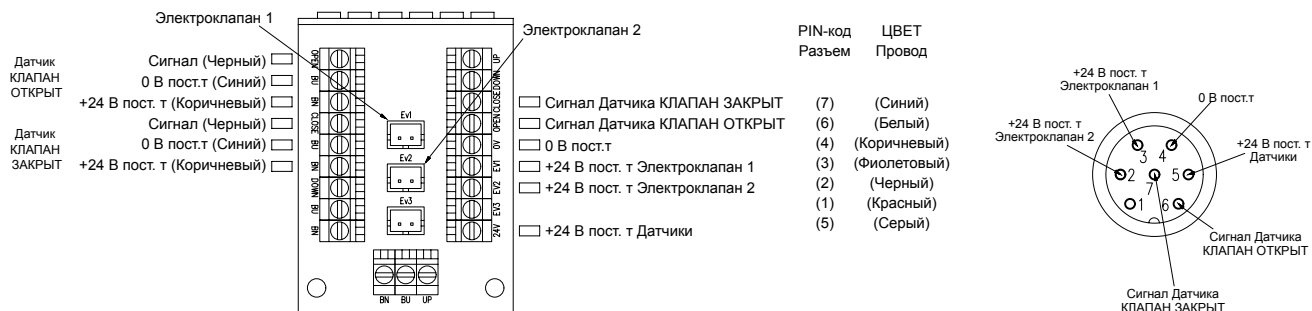 Электроклапан 1
Электроклапан 2
Датчик
КЛАПАН
ОТКРЫТ
Сигнал (Черный)
0 В пост.т (Синий)
+24 В пост. т (Коричневый)
Датчик
КЛАПАН
ЗАКРЫТ
Сигнал (Черный)
0 В пост.т (Синий)
+24 В пост. т (Коричневый)
OPEN
BU
BN
CLOSE
BU
BN
DOWN
BU
BN
Ev1
Ev2
Ev3
BN BU UP
UP
DOWN
CLOSE
OPEN
0V
EV1
EV2
EV3
24V
Сигнал Датчика КЛАПАН ЗАКРЫТ
Сигнал Датчика КЛАПАН ОТКРЫТ
0 В пост.т
+24 В пост. т Электроклапан 1
+24 В пост. т Электроклапан 2
+24 В пост. т Датчики
PIN-код ЦВЕТ
Разъем Провод
(7) (Синий)
(6) (Белый)
(4) (Коричневый)
(3) (Фиолетовый)
(2) (Черный)
(1) (Красный)
(5) (Серый)
+24 В пост. т
Электроклапан 1
0 В пост.т
+24 В пост. т
Электроклапан 2
+24 В пост. т
Датчики
3 4
2 5
7
1 6
Сигнал Датчика
КЛАПАН ОТКРЫТ
Сигнал Датчика
КЛАПАН ЗАКРЫТ